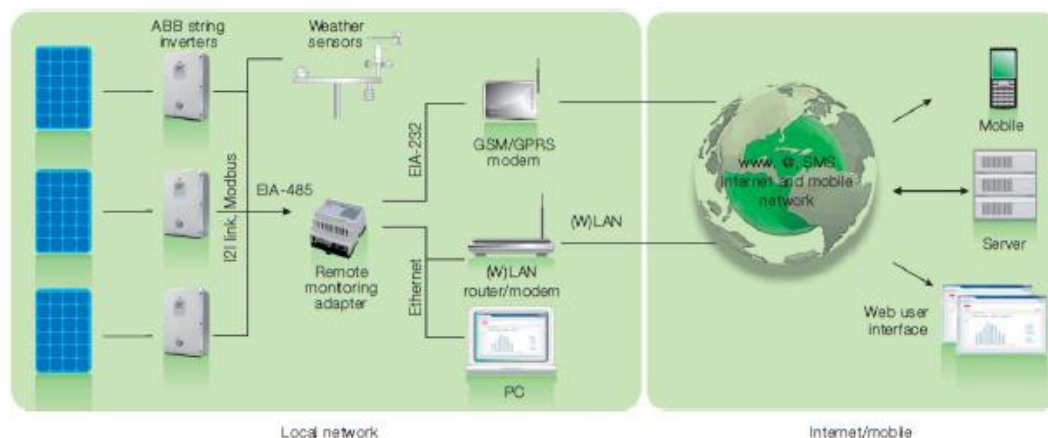 ABB string
inverters
Weather
sensors
I2I link, Modbus
EIA-485
Remote
monitoring
adapter
EIA-232
Ethernet
GSM/GPRS
modem
(W)LAN
router/modem
PC
(W)LAN
www, @, SMS
Internet and mobile
network
Mobile
Server
Web user
interface
Local network
Internet/mobile